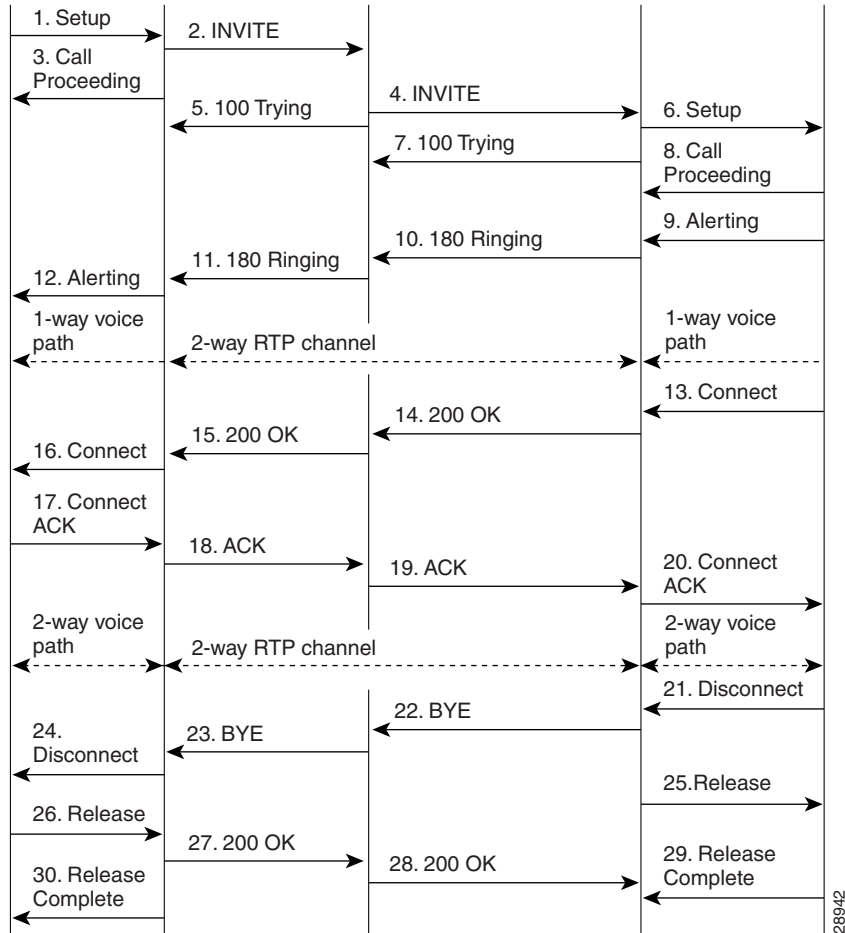 1. Setup
2. INVITE
3. Call
Proceeding
4. INVITE
5. 100 Trying
6. Setup
7. 100 Trying
8. Call
Proceeding
9. Alerting
10. 180 Ringing
11. 180 Ringing
12. Alerting
1-way voice
path
2-way RTP channel
1-way voice
path
13. Connect
14. 200 OK
15. 200 OK
16. Connect
17. Connect
ACK
18. ACK
19. ACK
20. Connect
ACK
2-way voice
path
2-way RTP channel
2-way voice
path
21. Disconnect
22. BYE
23. BYE
24.
Disconnect
25.Release
26. Release
27. 200 OK
28. 200 OK
29. Release
Complete
30. Release
Complete
28942